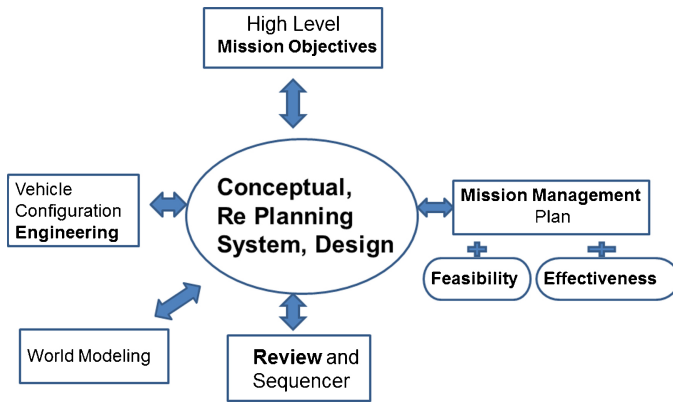 High Level
Mission Objectives
Vehicle
Configuration
Engineering
Conceptual,
Re Planning
System, Design
Mission Management
Plan
Feasibility
Effectiveness
World Modeling
Review and
Sequencer